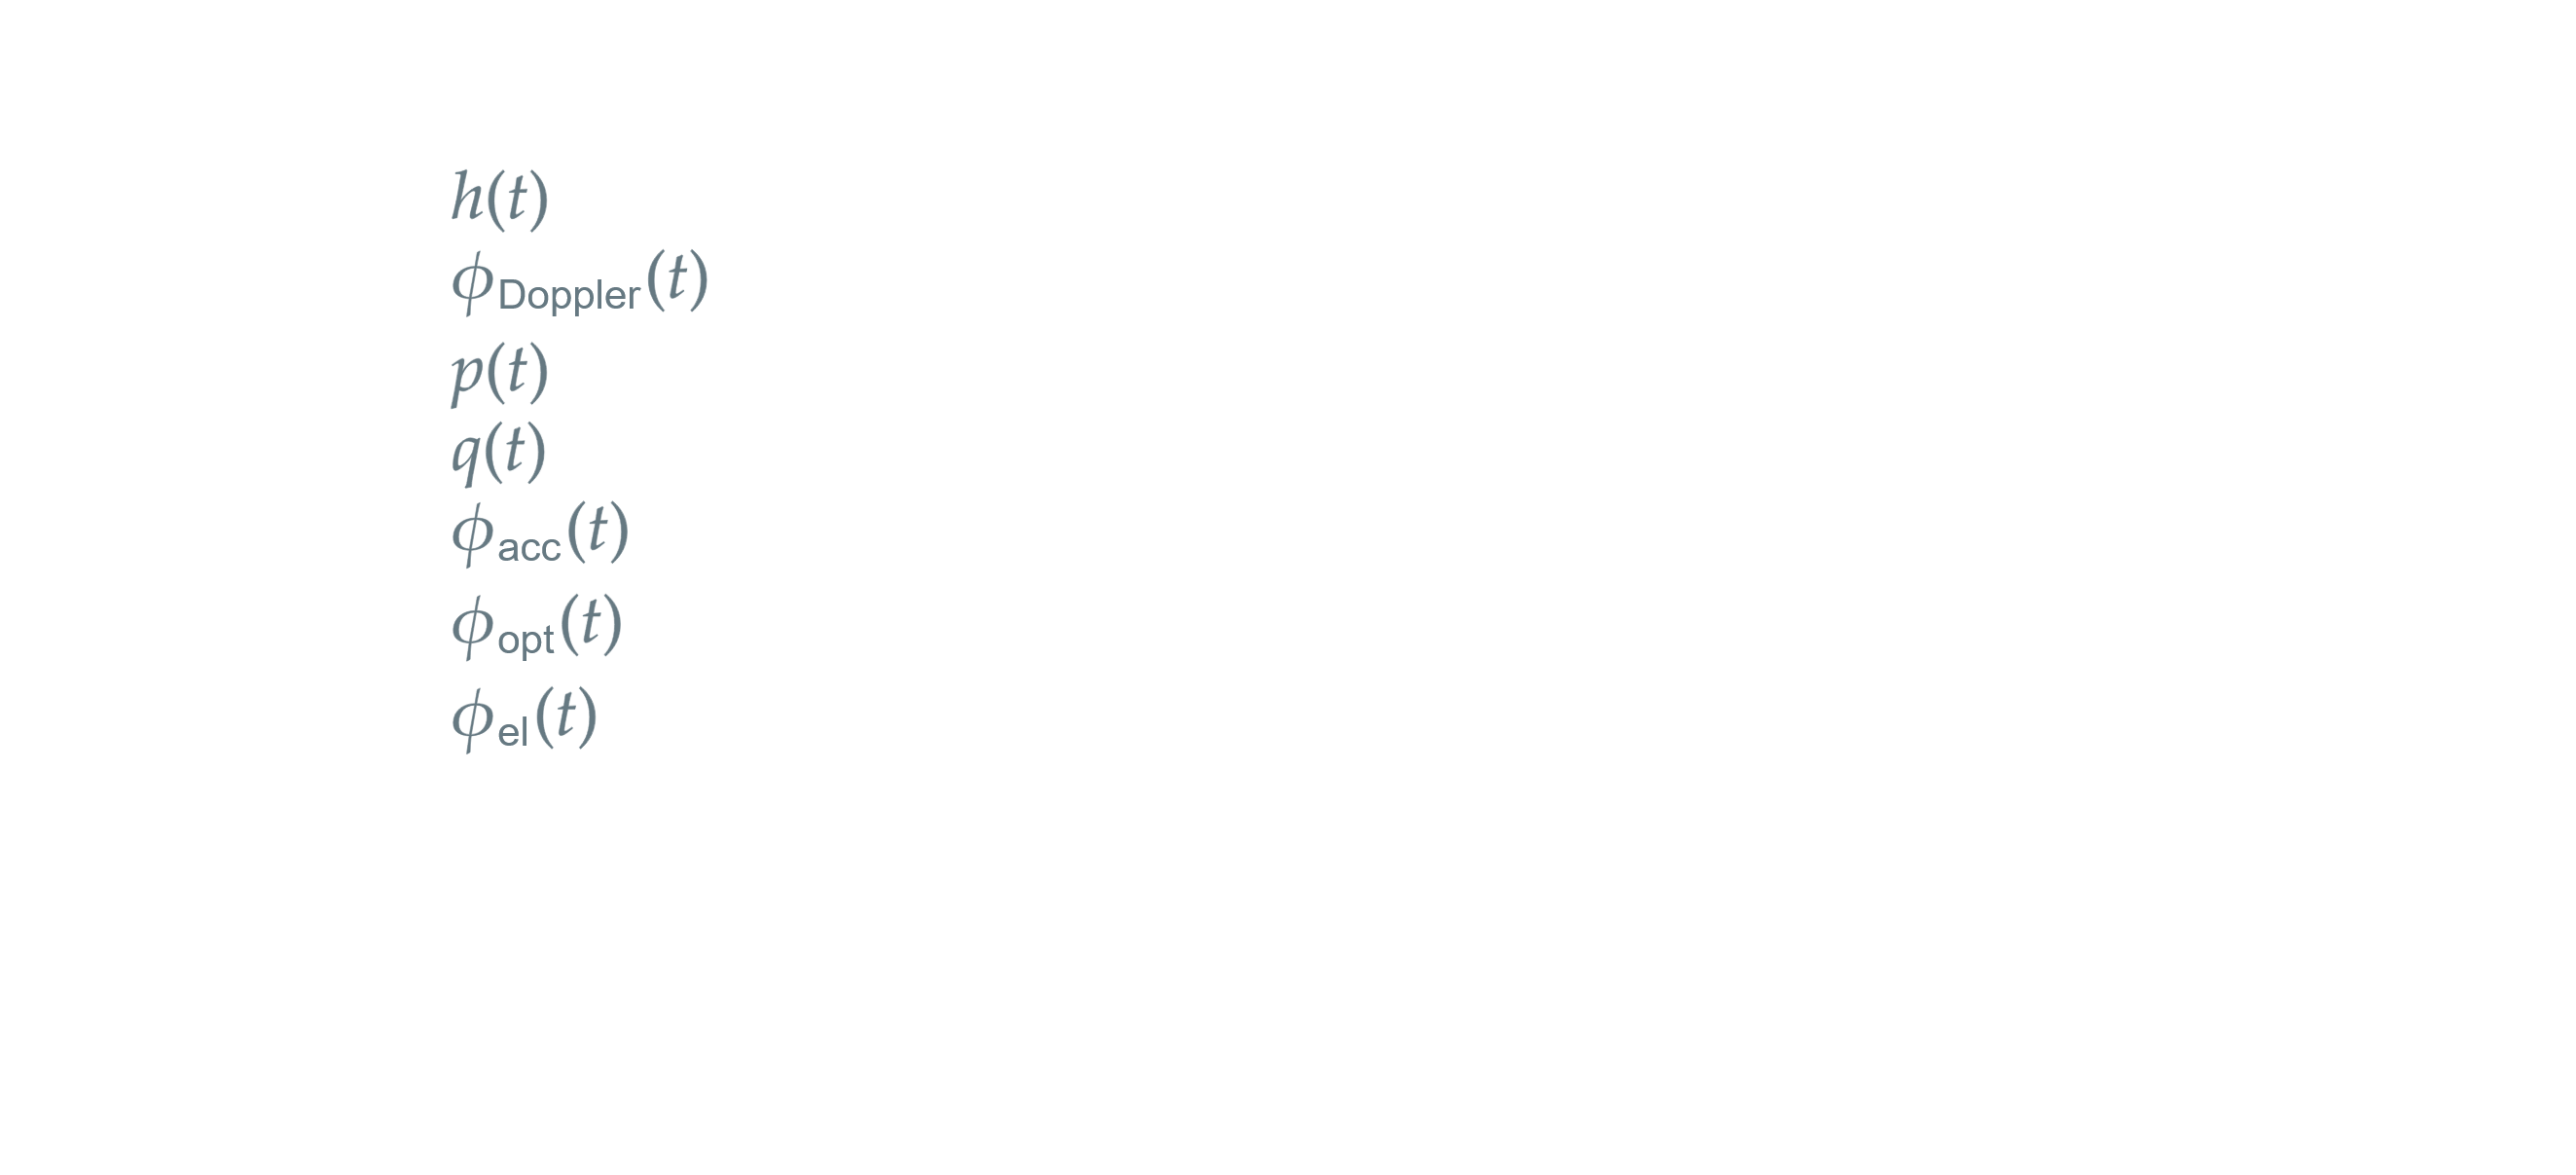 h(t)
ϕDoppler(t)
p(t)
q(t)
ϕacc(t)
ϕopt(t)
ϕel(t)